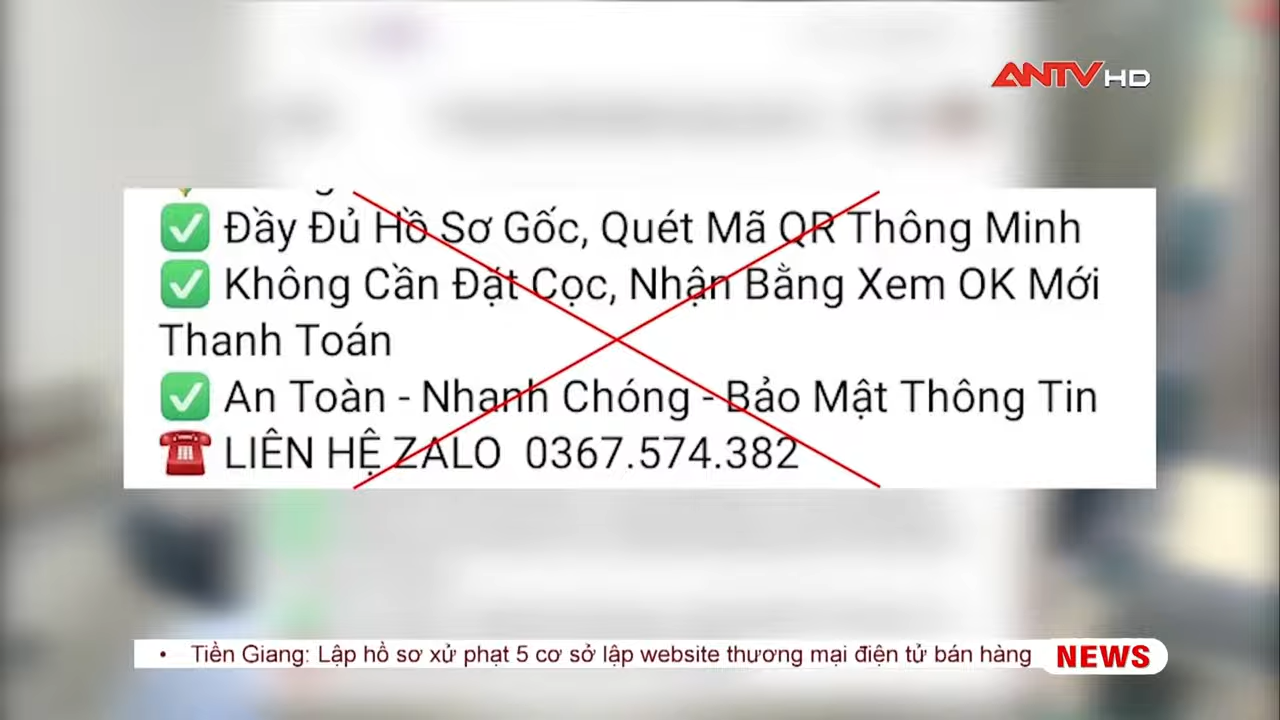 ANTV HD
✅ Đầy Đủ Hồ Sơ Gốc, Quét Mã QR Thông Minh
✅ Không Cần Đặt Cọc, Nhận Bằng Xem OK Mới
Thanh Toán
✅ An Toàn - Nhanh Chóng - Bảo Mật Thông Tin
☎️ LIÊN HỆ ZALO 0367.574.382
• Tiền Giang: Lập hồ sơ xử phạt 5 cơ sở lập website thương mại điện tử bán hàng
NEWS